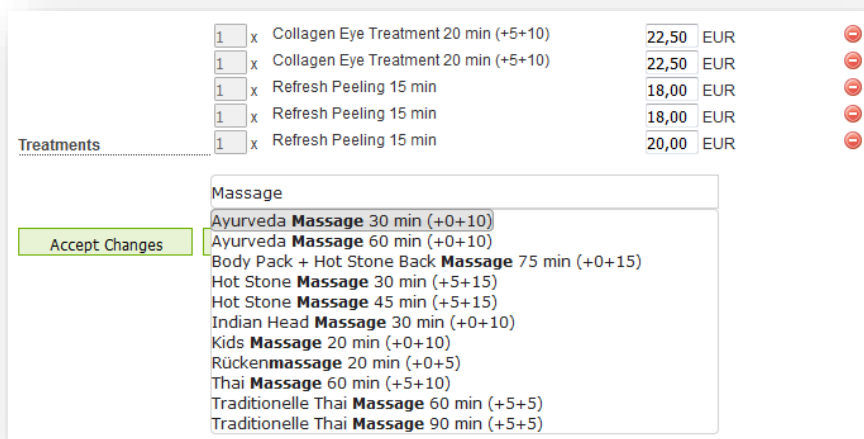 1 x Collagen Eye Treatment 20 min (+5+10) 22,50 EUR
1 x Collagen Eye Treatment 20 min (+5+10) 22,50 EUR
1 x Refresh Peeling 15 min 18,00 EUR
1 x Refresh Peeling 15 min 18,00 EUR
Treatments 1 x Refresh Peeling 15 min 20,00 EUR
Massage
Accept Changes
Ayurveda Massage 30 min (+0+10)
Ayurveda Massage 60 min (+0+10)
Body Pack + Hot Stone Back Massage 75 min (+0+15)
Hot Stone Massage 30 min (+5+15)
Hot Stone Massage 45 min (+5+15)
Indian Head Massage 30 min (+0+10)
Kids Massage 20 min (+0+10)
Rückenmassage 20 min (+0+5)
Thai Massage 60 min (+5+10)
Traditionelle Thai Massage 60 min (+5+5)
Traditionelle Thai Massage 90 min (+5+5)